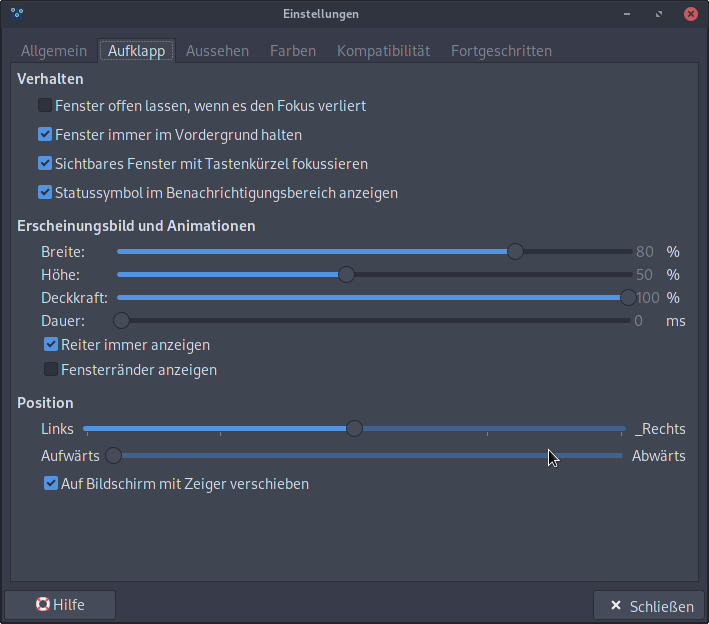 Einstellungen
Allgemein Aufklapp Aussehen Farben Kompatibilität Fortgeschritten
Verhalten
Fenster offen lassen, wenn es den Fokus verliert
Fenster immer im Vordergrund halten
Sichtbares Fenster mit Tastenkürzel fokussieren
Statussymbol im Benachrichtigungsbereich anzeigen
Erscheinungsbild und Animationen
Breite: 80 %
Höhe: 50 %
Deckkraft: 100 %
Dauer: 0 ms
Reiter immer anzeigen
Fensterränder anzeigen
Position
Links _Rechts
Aufwärts Abwärts
Auf Bildschirm mit Zeiger verschieben
Hilfe Schließen